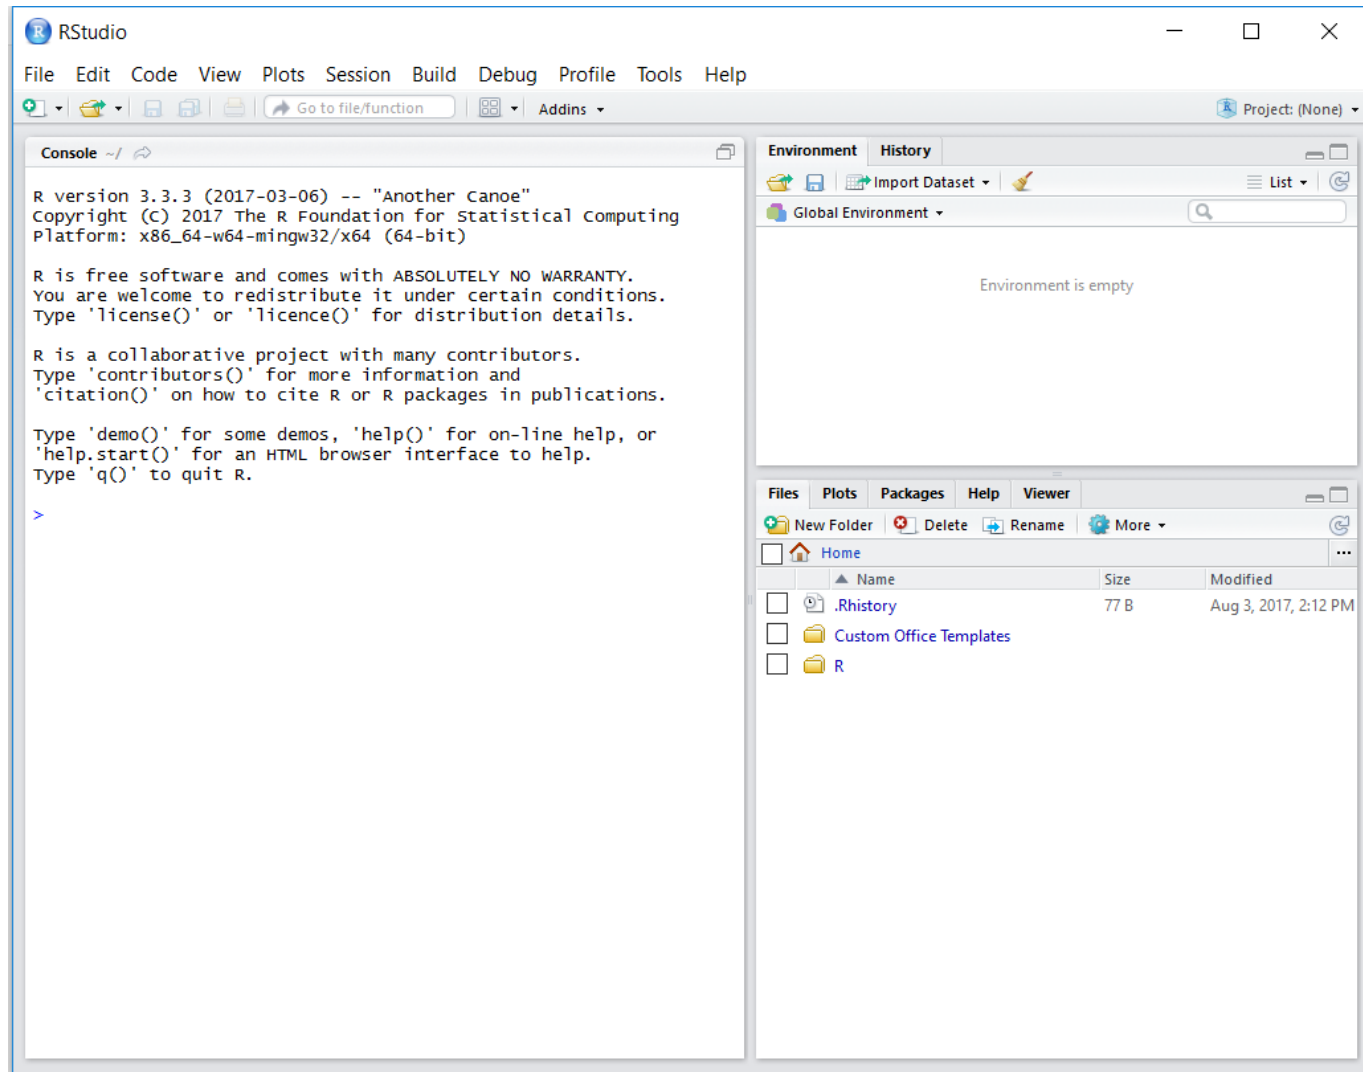 RStudio
File Edit Code View Plots Session Build Debug Profile Tools Help
Go to file/function Addins Project: (None)
Console ~/
R version 3.3.3 (2017-03-06) -- "Another Canoe"
Copyright (C) 2017 The R Foundation for Statistical Computing
Platform: x86_64-w64-mingw32/x64 (64-bit)
R is free software and comes with ABSOLUTELY NO WARRANTY.
You are welcome to redistribute it under certain conditions.
Type 'license()' or 'licence()' for distribution details.
R is a collaborative project with many contributors.
Type 'contributors()' for more information and
'citation()' on how to cite R or R packages in publications.
Type 'demo()' for some demos, 'help()' for on-line help, or
'help.start()' for an HTML browser interface to help.
Type 'q()' to quit R.
>
Environment History
Import Dataset List
Global Environment
Environment is empty
Files Plots Packages Help Viewer
New Folder Delete Rename More
Home ...
Name Size Modified
.Rhistory 77 B Aug 3, 2017, 2:12 PM
Custom Office Templates
R